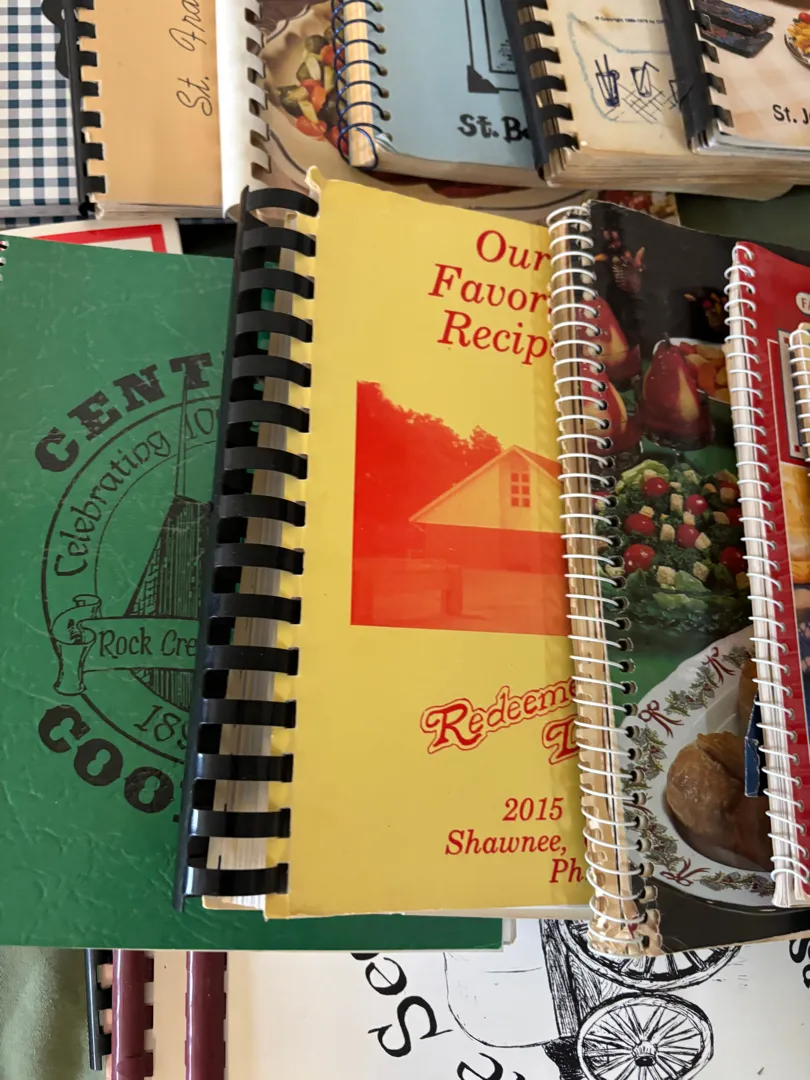 St. Fra
St. Be
St. J
CENT
Celebrating 10
Rock Cre
189
COO
Our
Favor
Recip
Redeeme
2015
Shawnee,
Ph
Se